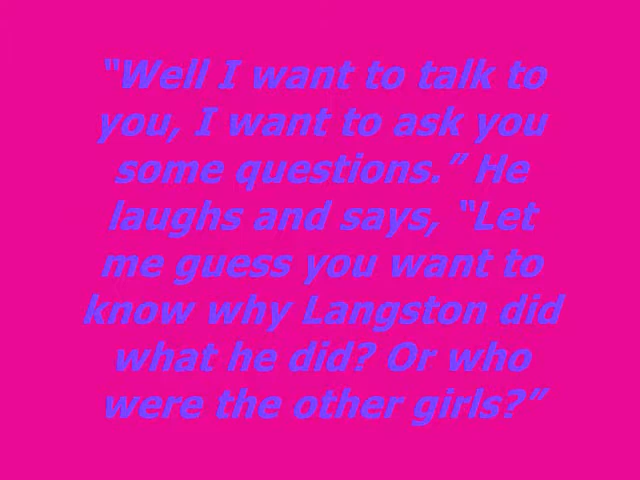 “Well I want to talk to
you, I want to ask you
some questions.” He
laughs and says, “Let
me guess you want to
know why Langston did
what he did? Or who
were the other girls?”